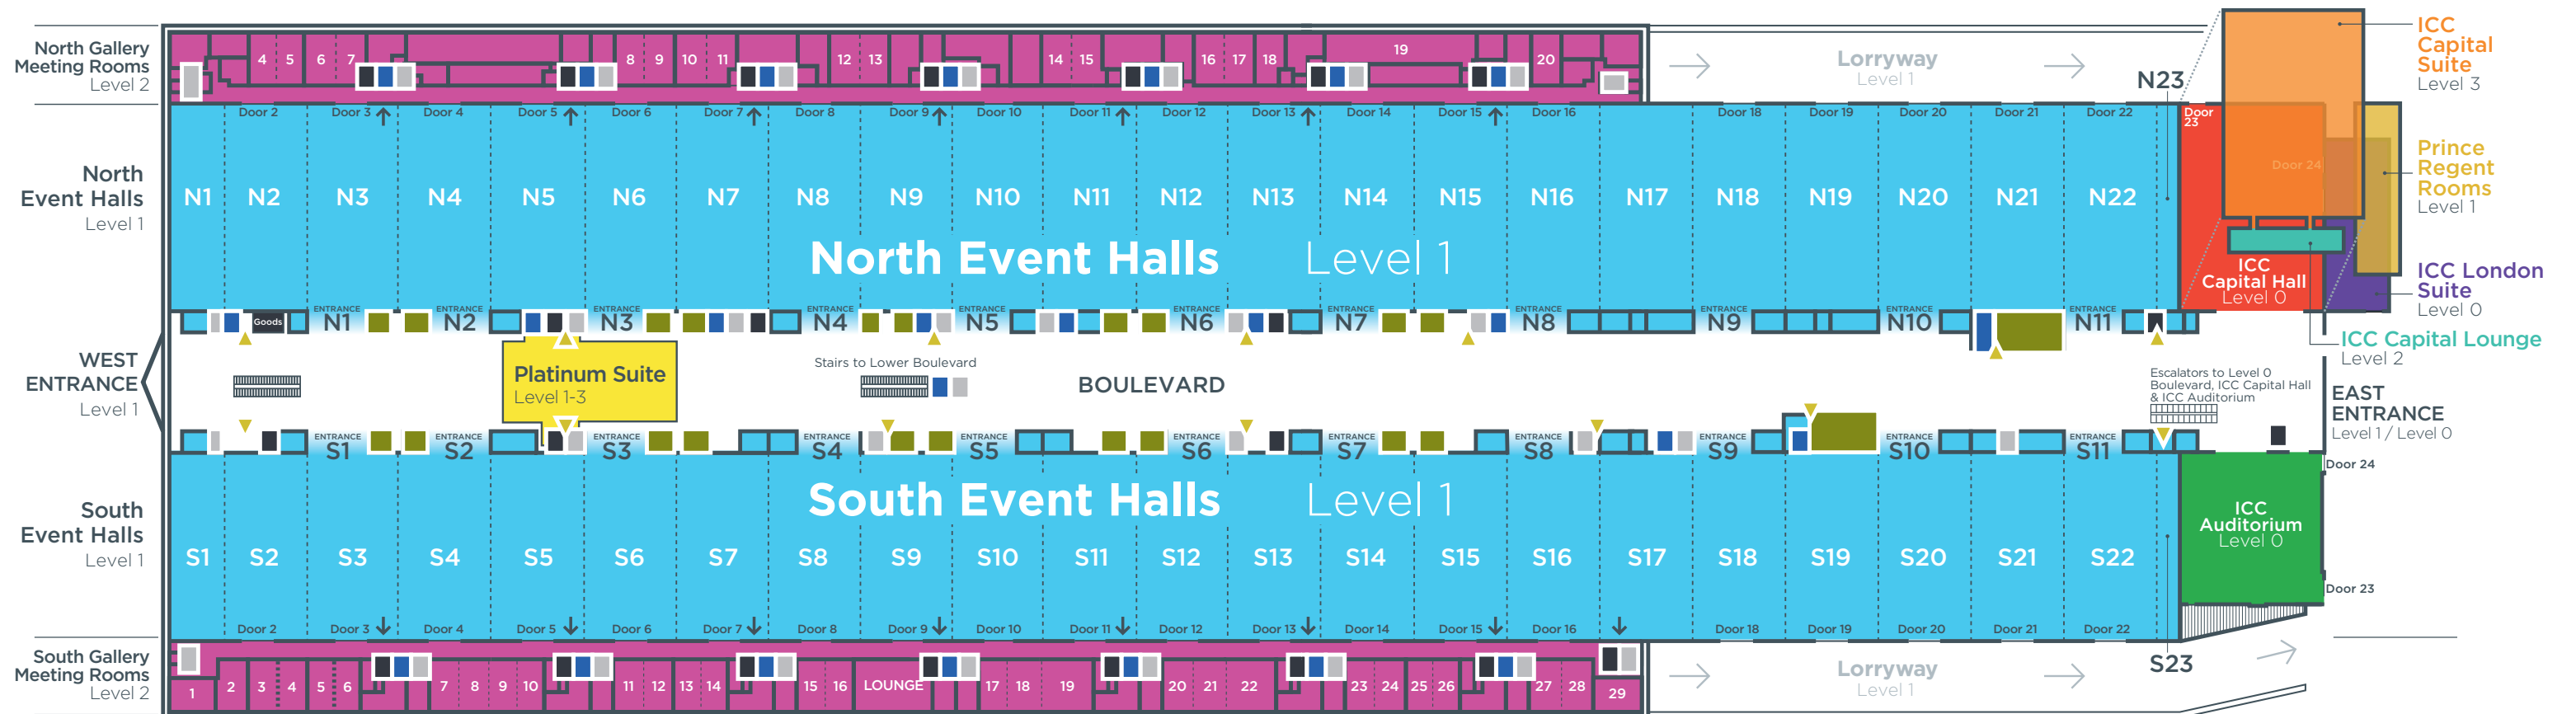 North Gallery
Meeting Rooms
Level 2
4 5 6 7 8 9 10 11 12 13 14 15 16 17 18 19 20
Lorryway
Level 1
N23
ICC
Capital
Suite
Level 3
Door 2 Door 3 Door 4 Door 5 Door 6 Door 7 Door 8 Door 9 Door 10 Door 11 Door 12 Door 13 Door 14 Door 15 Door 16 Door 18 Door 19 Door 20 Door 21 Door 22
Door
23
Door 24
Prince
Regent
Rooms
Level 1
North
Event Halls
Level 1
N1 N2 N3 N4 N5 N6 N7 N8 N9 N10 N11 N12 N13 N14 N15 N16 N17 N18 N19 N20 N21 N22
North Event Halls Level 1
ICC
Capital Hall
Level 0
ICC London
Suite
Level 0
Goods
ENTRANCE ENTRANCE ENTRANCE ENTRANCE ENTRANCE ENTRANCE ENTRANCE ENTRANCE ENTRANCE ENTRANCE ENTRANCE
N1 N2 N3 N4 N5 N6 N7 N8 N9 N10 N11
ICC Capital Lounge
Level 2
WEST
ENTRANCE
Level 1
Platinum Suite
Level 1-3
Stairs to Lower Boulevard
BOULEVARD
Escalators to Level 0
Boulevard, ICC Capital Hall
& ICC Auditorium
EAST
ENTRANCE
Level 1 / Level 0
ENTRANCE ENTRANCE ENTRANCE ENTRANCE ENTRANCE ENTRANCE ENTRANCE ENTRANCE ENTRANCE ENTRANCE ENTRANCE
S1 S2 S3 S4 S5 S6 S7 S8 S9 S10 S11
Door 24
South
Event Halls
Level 1
South Event Halls Level 1
ICC
Auditorium
Level 0
S1 S2 S3 S4 S5 S6 S7 S8 S9 S10 S11 S12 S13 S14 S15 S16 S17 S18 S19 S20 S21 S22
Door 23
Door 2 Door 3 Door 4 Door 5 Door 6 Door 7 Door 8 Door 9 Door 10 Door 11 Door 12 Door 13 Door 14 Door 15 Door 16 Door 18 Door 19 Door 20 Door 21 Door 22
South Gallery
Meeting Rooms
Level 2
1 2 3 4 5 6 7 8 9 10 11 12 13 14 15 16 LOUNGE 17 18 19 20 21 22 23 24 25 26 27 28 29
Lorryway
Level 1
S23